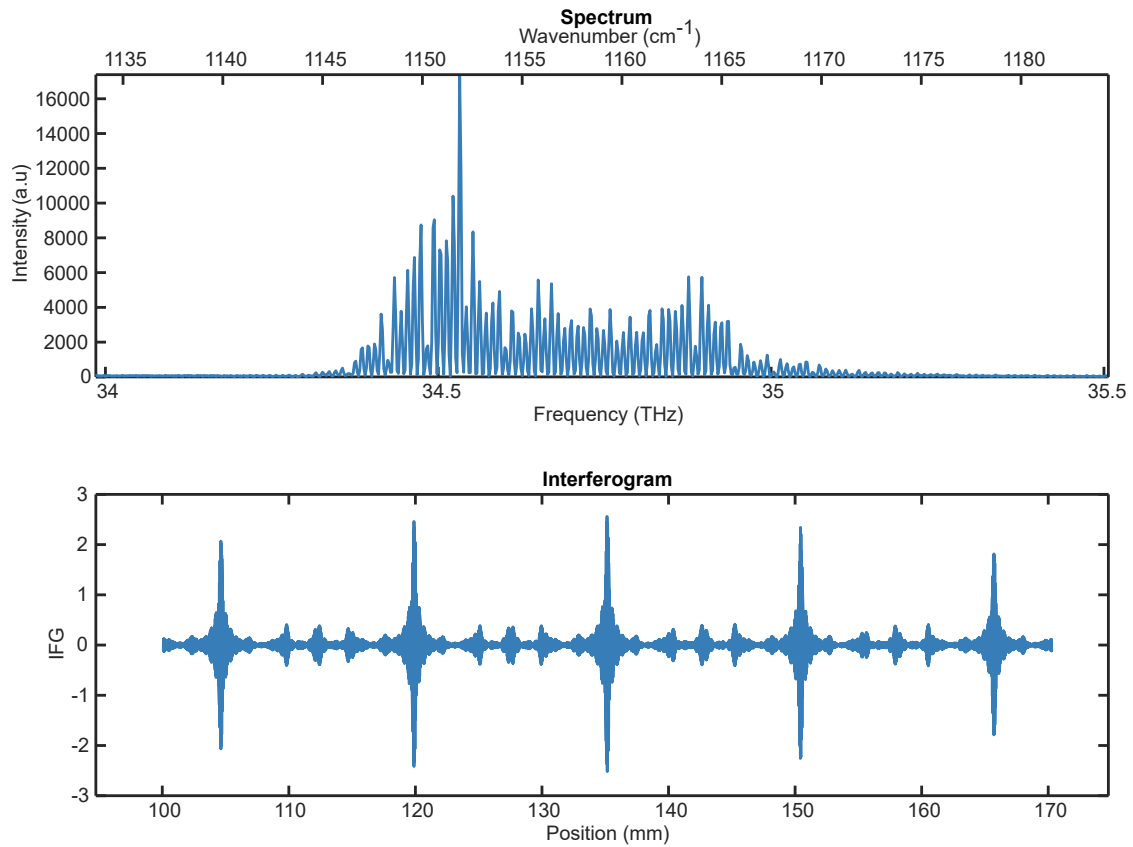 Spectrum
Wavenumber (cm-1)
1135 1140 1145 1150 1155 1160 1165 1170 1175 1180
16000
14000
12000
10000
8000
6000
4000
2000
0
Intensity (a.u)
34 34.5 35 35.5
Frequency (THz)
Interferogram
3
2
1
0
-1
-2
-3
IFG
100 110 120 130 140 150 160 170
Position (mm)